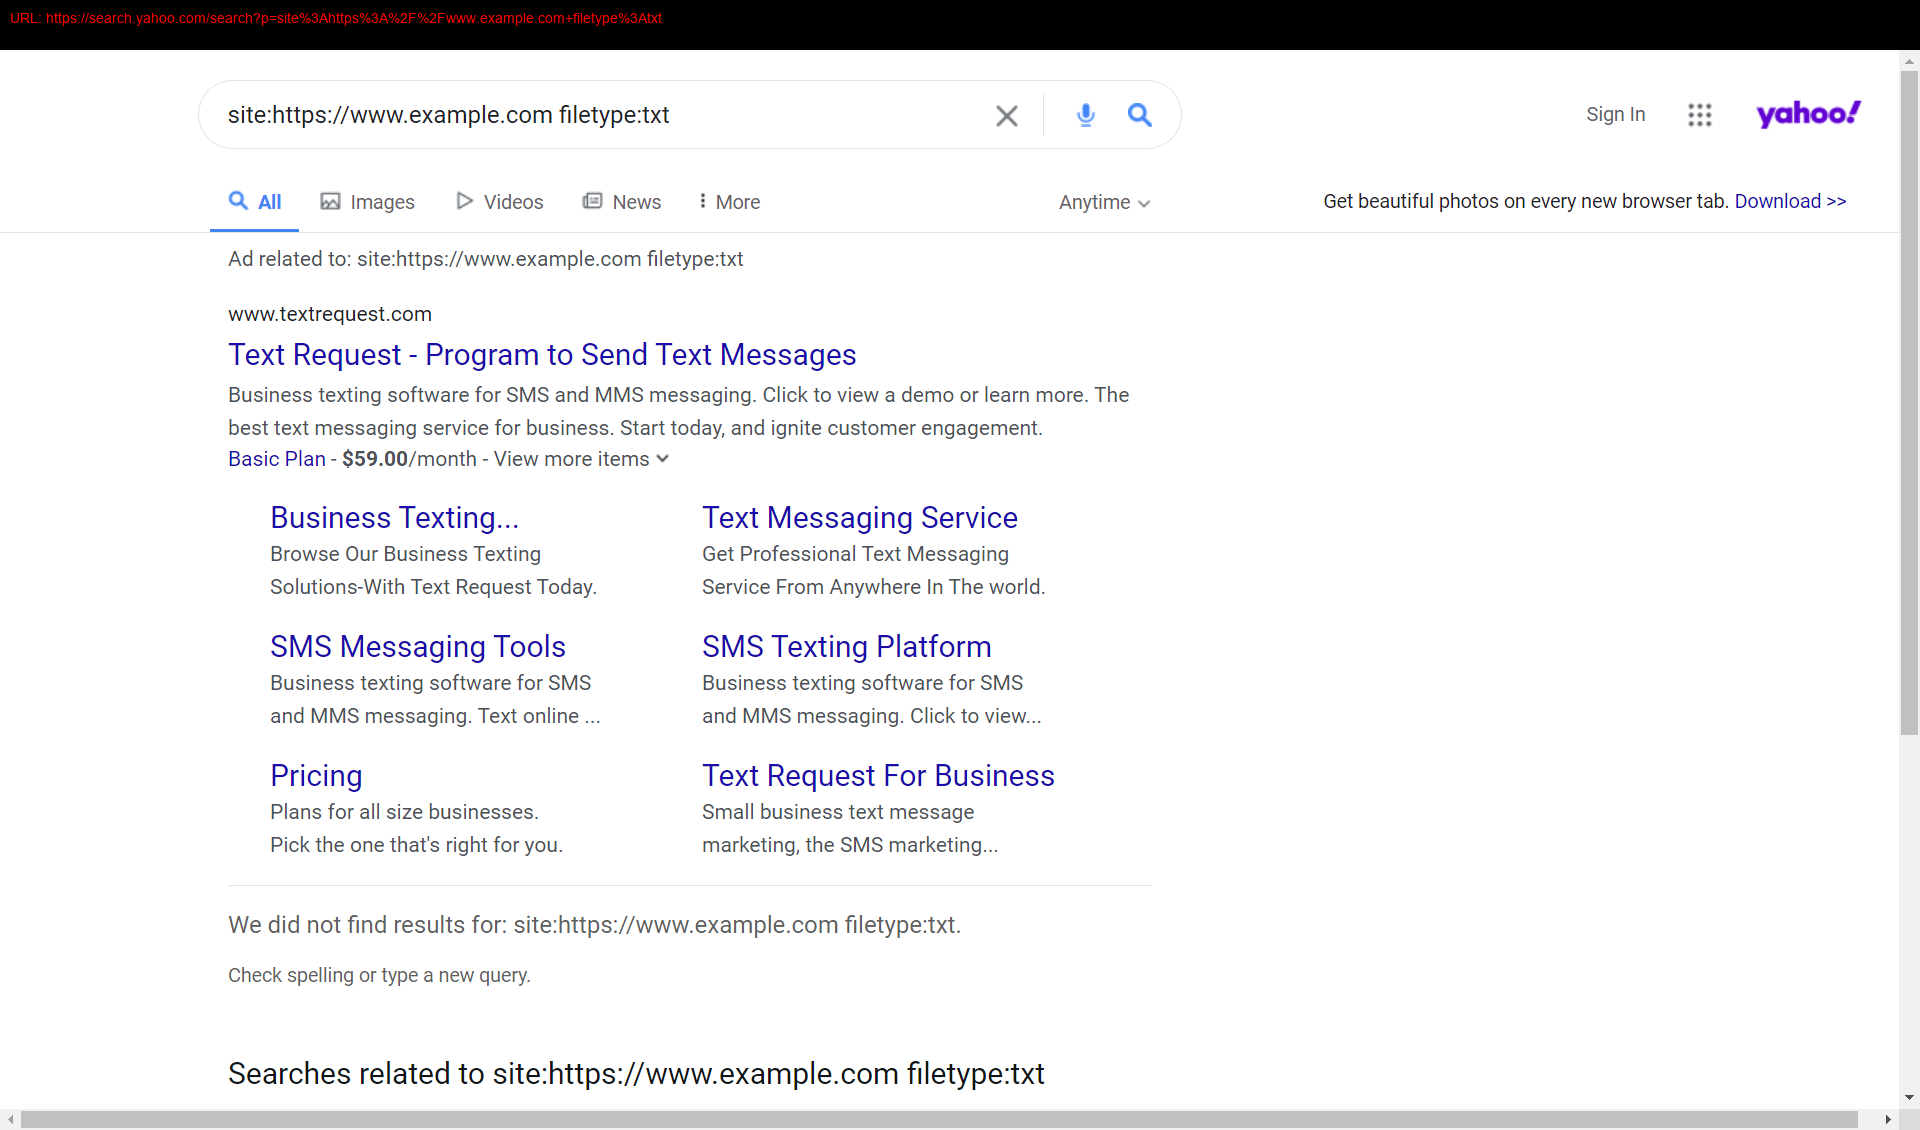 URL: https://search.yahoo.com/search?p=site%3Ahttps%3A%2F%2Fwww.example.com+filetype%3Atxt
site:https://www.example.com filetype:txt
Sign In
yahoo!
All
Images
Videos
News
More
Anytime
Get beautiful photos on every new browser tab. Download >>
Ad related to: site:https://www.example.com filetype:txt
www.textrequest.com
Text Request - Program to Send Text Messages
Business texting software for SMS and MMS messaging. Click to view a demo or learn more. The
best text messaging service for business. Start today, and ignite customer engagement.
Basic Plan - $59.00/month - View more items
Business Texting...
Browse Our Business Texting
Solutions-With Text Request Today.
Text Messaging Service
Get Professional Text Messaging
Service From Anywhere In The world.
SMS Messaging Tools
Business texting software for SMS
and MMS messaging. Text online ...
SMS Texting Platform
Business texting software for SMS
and MMS messaging. Click to view...
Pricing
Plans for all size businesses.
Pick the one that's right for you.
Text Request For Business
Small business text message
marketing, the SMS marketing...
We did not find results for: site:https://www.example.com filetype:txt.
Check spelling or type a new query.
Searches related to site:https://www.example.com filetype:txt